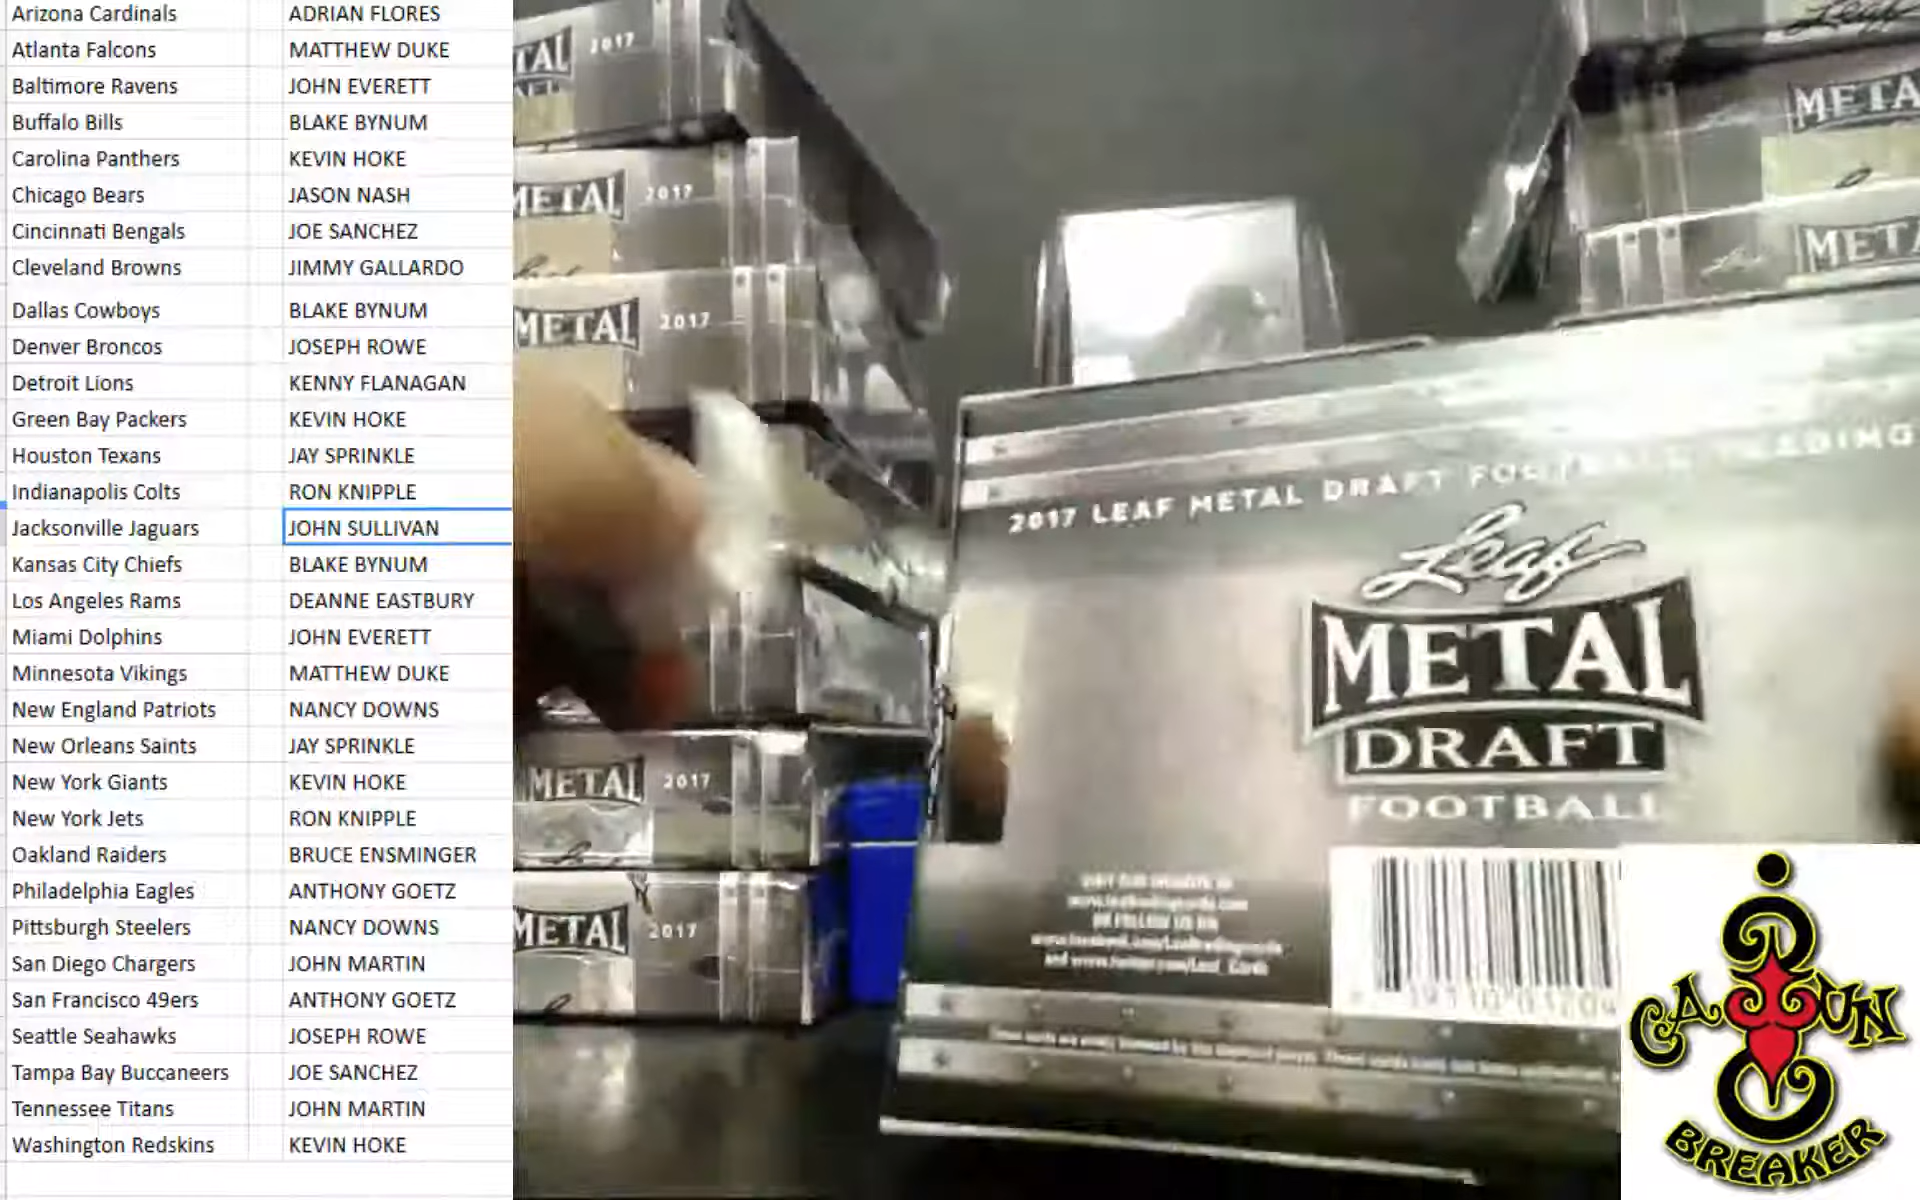 Arizona Cardinals ADRIAN FLORES
Atlanta Falcons MATTHEW DUKE
Baltimore Ravens JOHN EVERETT
Buffalo Bills BLAKE BYNUM
Carolina Panthers KEVIN HOKE
Chicago Bears JASON NASH
Cincinnati Bengals JOE SANCHEZ
Cleveland Browns JIMMY GALLARDO
Dallas Cowboys BLAKE BYNUM
Denver Broncos JOSEPH ROWE
Detroit Lions KENNY FLANAGAN
Green Bay Packers KEVIN HOKE
Houston Texans JAY SPRINKLE
Indianapolis Colts RON KNIPPLE
Jacksonville Jaguars JOHN SULLIVAN
Kansas City Chiefs BLAKE BYNUM
Los Angeles Rams DEANNE EASTBURY
Miami Dolphins JOHN EVERETT
Minnesota Vikings MATTHEW DUKE
New England Patriots NANCY DOWNS
New Orleans Saints JAY SPRINKLE
New York Giants KEVIN HOKE
New York Jets RON KNIPPLE
Oakland Raiders BRUCE ENSMINGER
Philadelphia Eagles ANTHONY GOETZ
Pittsburgh Steelers NANCY DOWNS
San Diego Chargers JOHN MARTIN
San Francisco 49ers ANTHONY GOETZ
Seattle Seahawks JOSEPH ROWE
Tampa Bay Buccaneers JOE SANCHEZ
Tennessee Titans JOHN MARTIN
Washington Redskins KEVIN HOKE
2017
METAL 2017
METAL 2017
METAL 2017
METAL 2017
Leaf
META
META
2017 LEAF METAL DRAFT FOOTBALL TRADING
Leaf
METAL
DRAFT
FOOTBALL
CAJUN
BREAKER